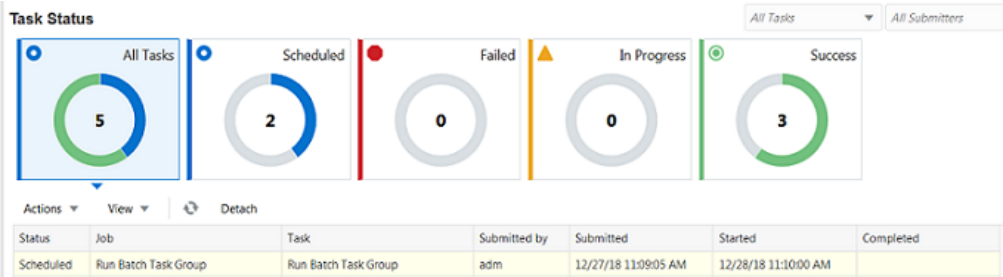 Task Status
All Tasks
All Submitters
All Tasks
Scheduled
Failed
In Progress
Success
5
2
0
0
3
Actions
View
Detach
Status Job Task Submitted by Submitted Started Completed
Scheduled Run Batch Task Group Run Batch Task Group adm 12/27/18 11:09:05 AM 12/28/18 11:10:00 AM